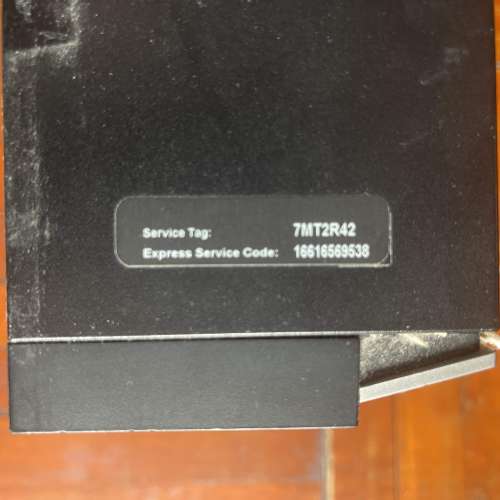 Service Tag: 7MT2R42
Express Service Code: 16616569538